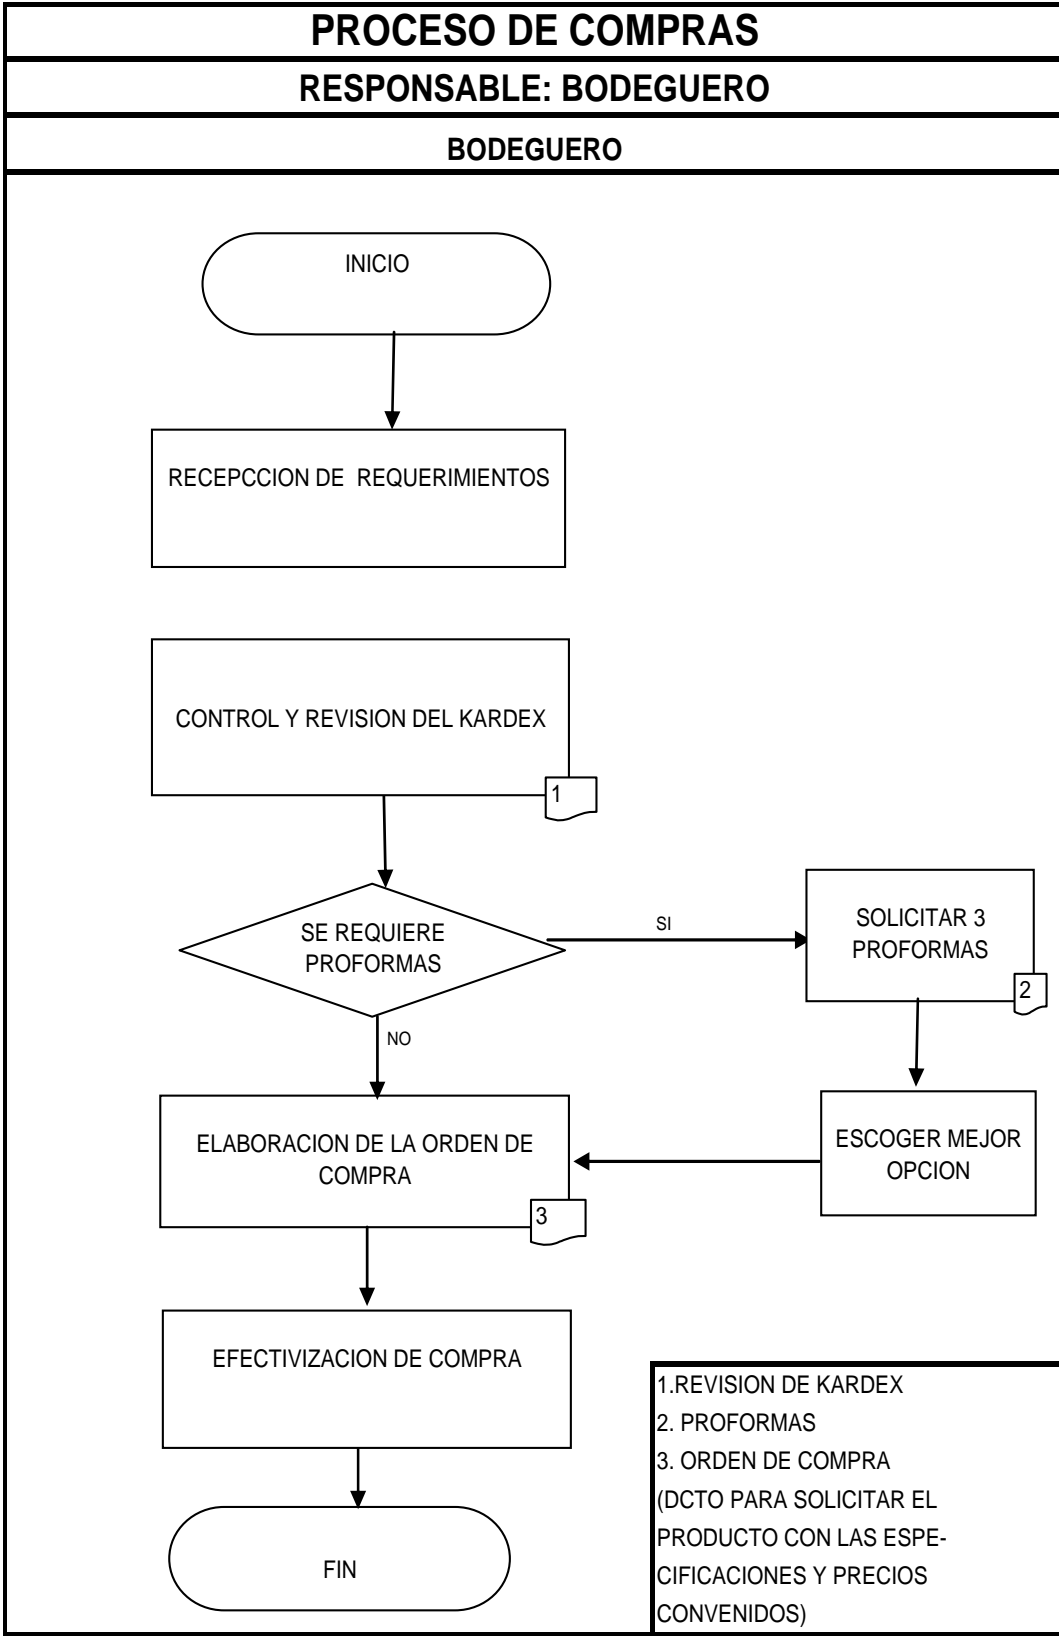 PROCESO DE COMPRAS
RESPONSABLE: BODEGUERO
BODEGUERO
INICIO
RECEPCCION DE REQUERIMIENTOS
CONTROL Y REVISION DEL KARDEX
1
SE REQUIERE
PROFORMAS
SI
SOLICITAR 3
PROFORMAS
2
NO
ELABORACION DE LA ORDEN DE
COMPRA
3
ESCOGER MEJOR
OPCION
EFECTIVIZACION DE COMPRA
FIN
1.REVISION DE KARDEX
2. PROFORMAS
3. ORDEN DE COMPRA
(DCTO PARA SOLICITAR EL
PRODUCTO CON LAS ESPE-
CIFICACIONES Y PRECIOS
CONVENIDOS)